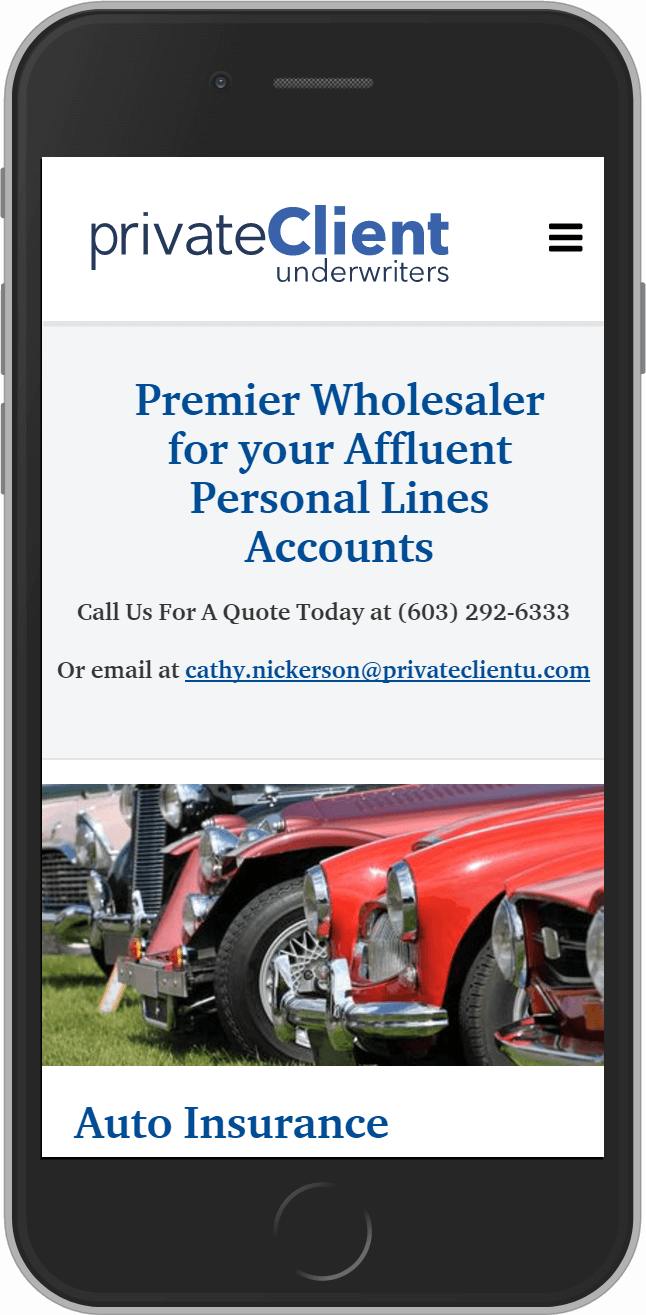 privateClient
underwriters
Premier Wholesaler
for your Affluent
Personal Lines
Accounts
Call Us For A Quote Today at (603) 292-6333
Or email at cathy.nickerson@privateclientu.com
Auto Insurance